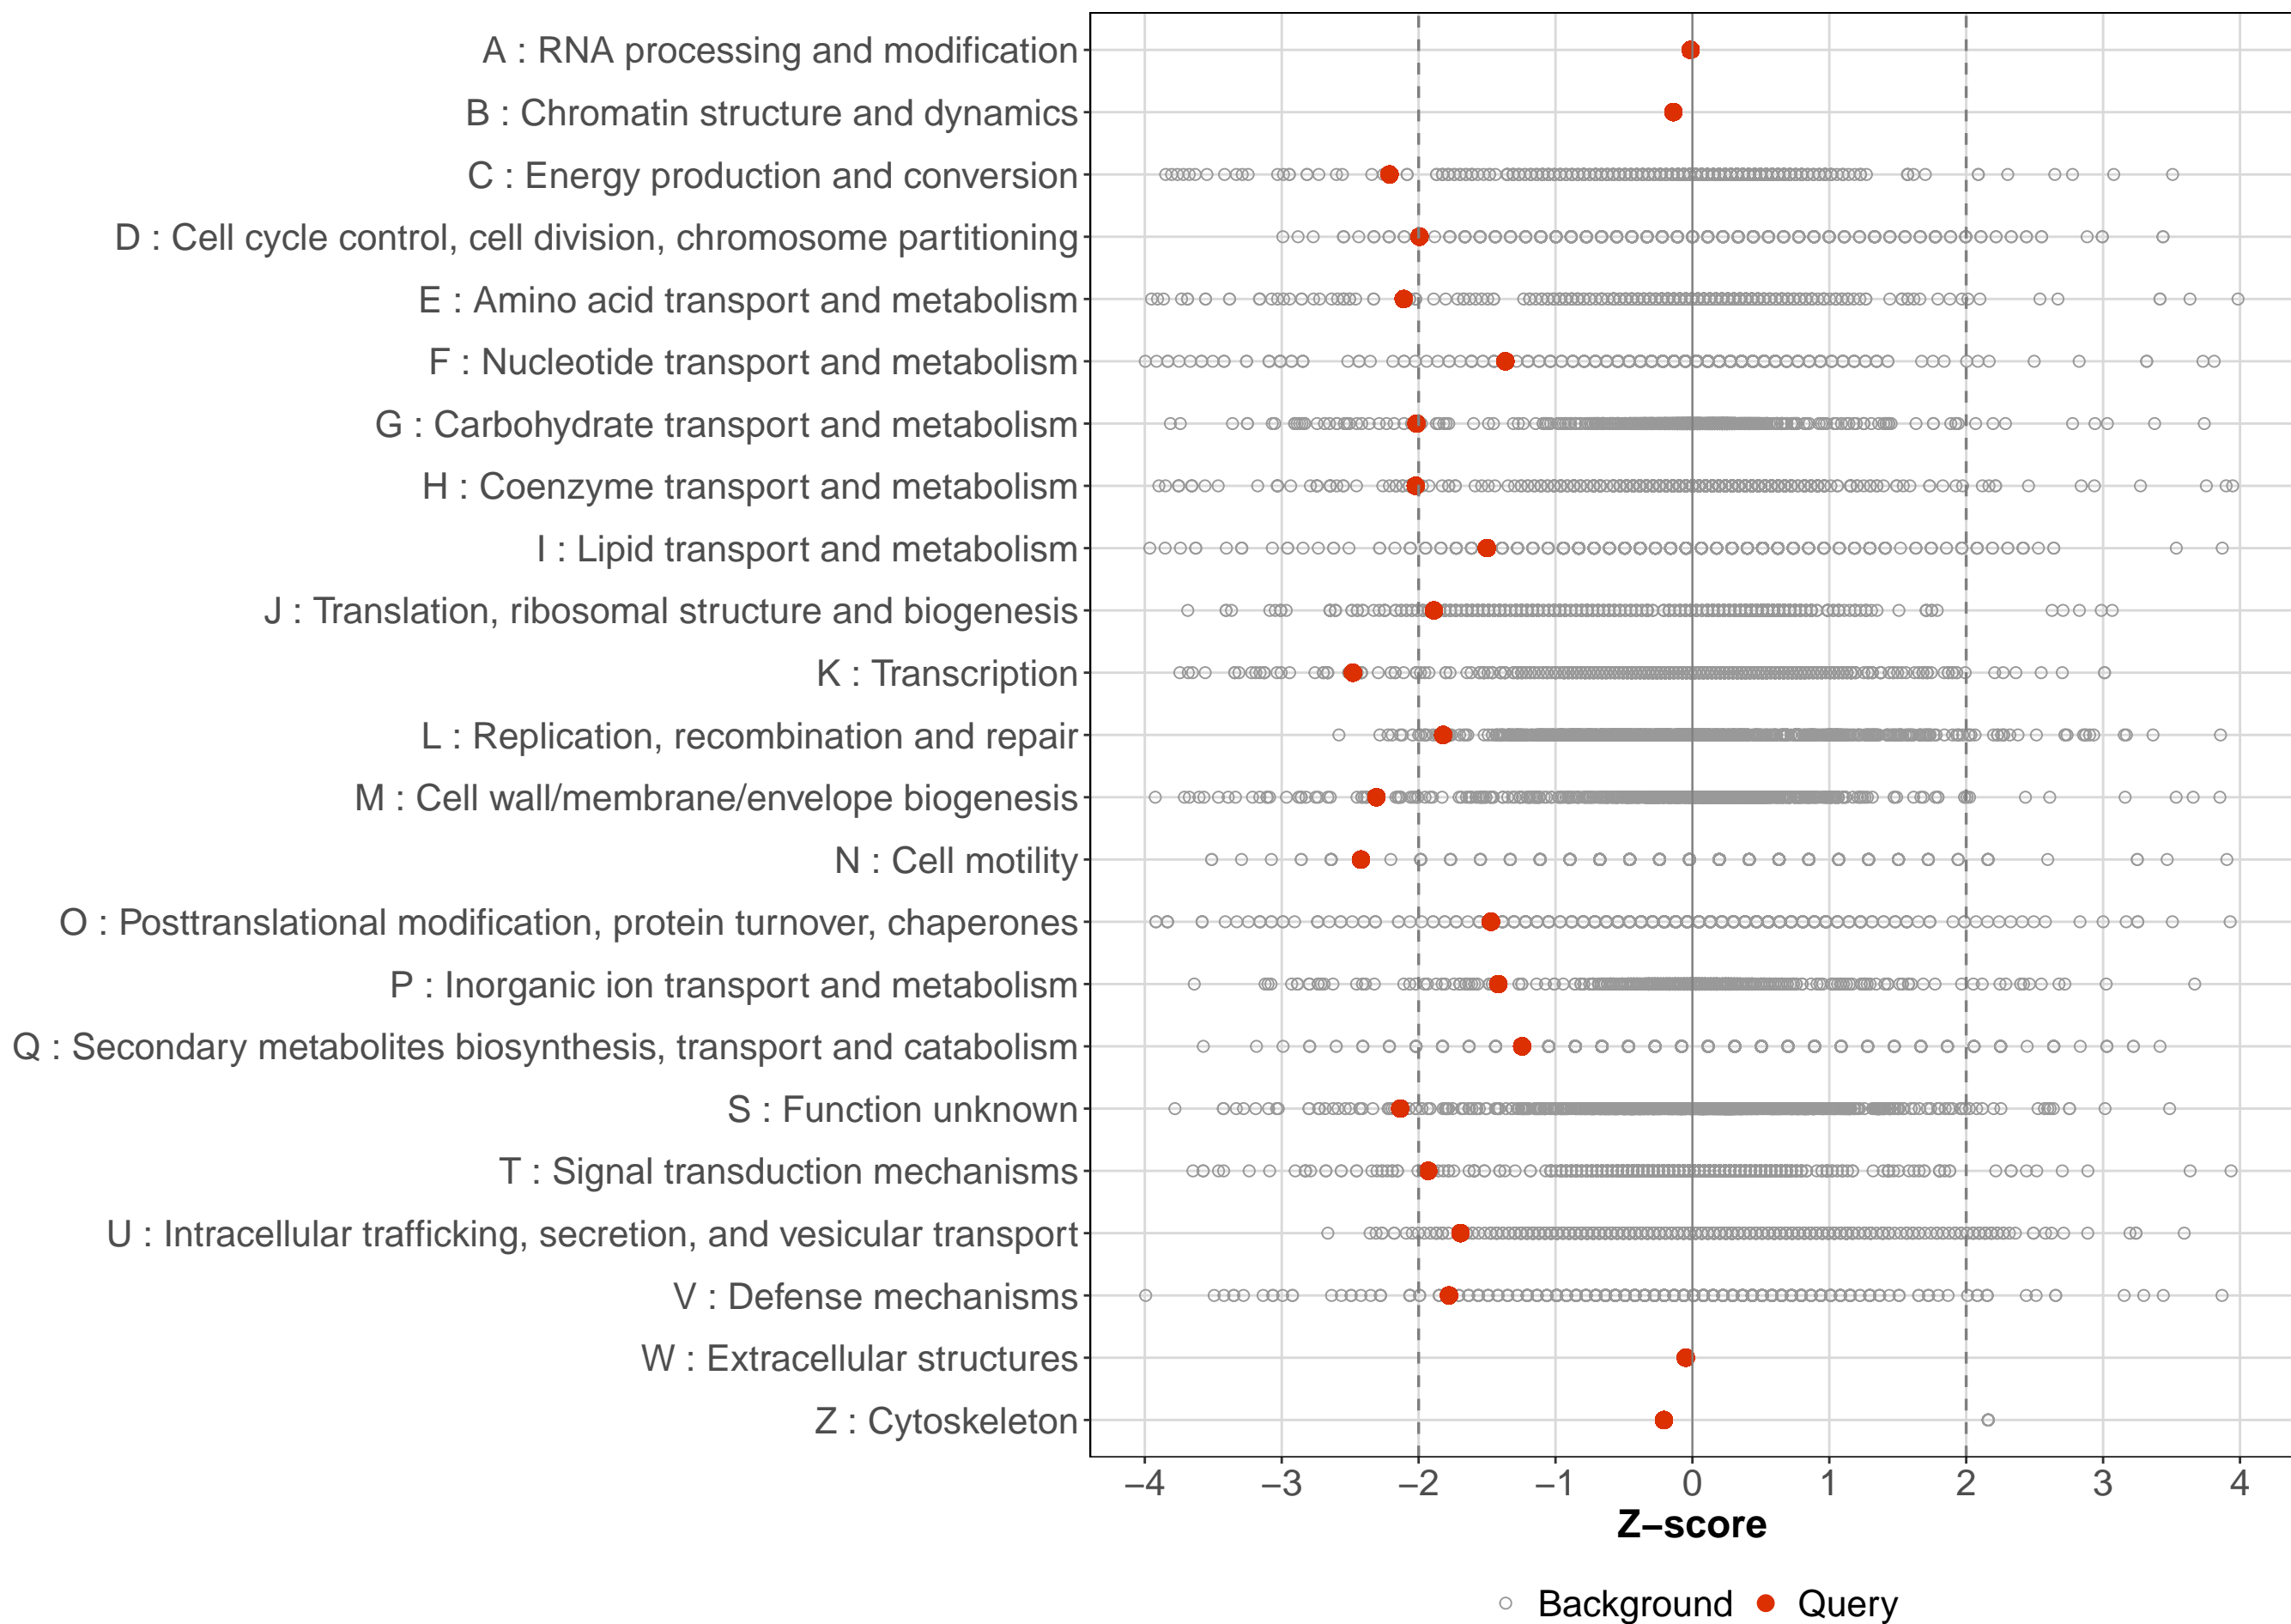 A : RNA processing and modification
B : Chromatin structure and dynamics
C : Energy production and conversion
D : Cell cycle control, cell division, chromosome partitioning
E : Amino acid transport and metabolism
F : Nucleotide transport and metabolism
G : Carbohydrate transport and metabolism
H : Coenzyme transport and metabolism
I : Lipid transport and metabolism
J : Translation, ribosomal structure and biogenesis
K : Transcription
L : Replication, recombination and repair
M : Cell wall/membrane/envelope biogenesis
N : Cell motility
O : Posttranslational modification, protein turnover, chaperones
P : Inorganic ion transport and metabolism
Q : Secondary metabolites biosynthesis, transport and catabolism
S : Function unknown
T : Signal transduction mechanisms
U : Intracellular trafficking, secretion, and vesicular transport
V : Defense mechanisms
W : Extracellular structures
Z : Cytoskeleton
−4 −3 −2 −1 0 1 2 3 4
Z−score
Background Query